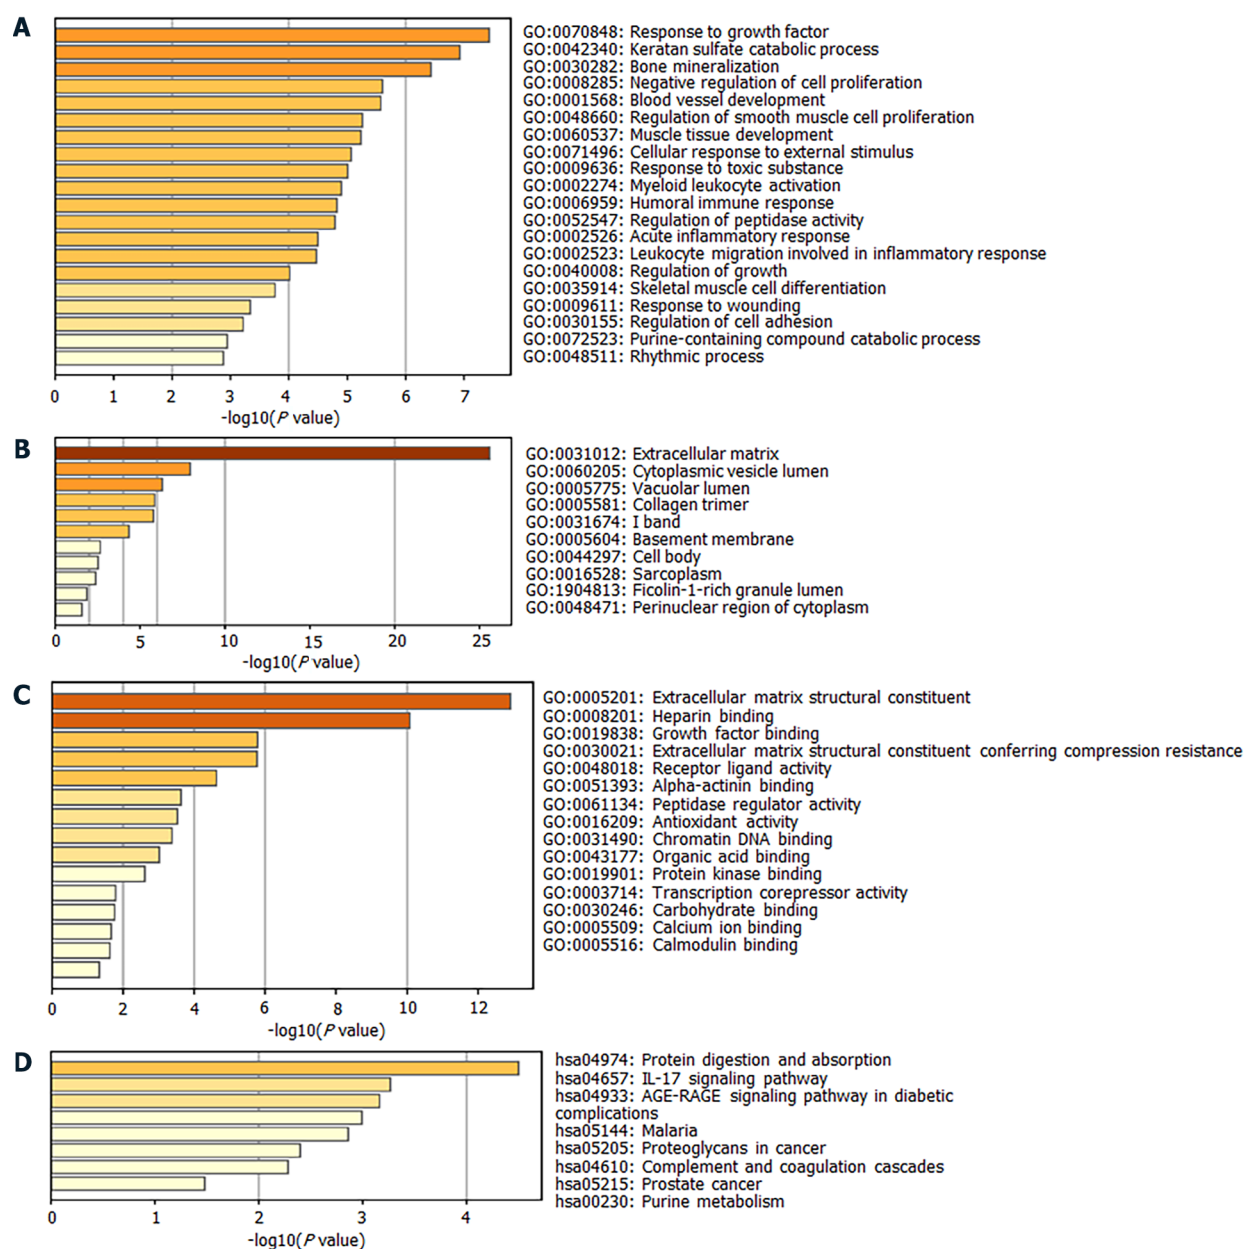 A
GO:0070848: Response to growth factor
GO:0042340: Keratan sulfate catabolic process
GO:0030282: Bone mineralization
GO:0008285: Negative regulation of cell proliferation
GO:0001568: Blood vessel development
GO:0048660: Regulation of smooth muscle cell proliferation
GO:0060537: Muscle tissue development
GO:0071496: Cellular response to external stimulus
GO:0009636: Response to toxic substance
GO:0002274: Myeloid leukocyte activation
GO:0006959: Humoral immune response
GO:0052547: Regulation of peptidase activity
GO:0002526: Acute inflammatory response
GO:0002523: Leukocyte migration involved in inflammatory response
GO:0040008: Regulation of growth
GO:0035914: Skeletal muscle cell differentiation
GO:0009611: Response to wounding
GO:0030155: Regulation of cell adhesion
GO:0072523: Purine-containing compound catabolic process
GO:0048511: Rhythmic process
0 1 2 3 4 5 6 7
-log10(P value)
B
GO:0031012: Extracellular matrix
GO:0060205: Cytoplasmic vesicle lumen
GO:0005775: Vacuolar lumen
GO:0005581: Collagen trimer
GO:0031674: I band
GO:0005604: Basement membrane
GO:0044297: Cell body
GO:0016528: Sarcoplasm
GO:1904813: Ficolin-1-rich granule lumen
GO:0048471: Perinuclear region of cytoplasm
0 5 10 15 20 25
-log10(P value)
C
GO:0005201: Extracellular matrix structural constituent
GO:0008201: Heparin binding
GO:0019838: Growth factor binding
GO:0030021: Extracellular matrix structural constituent conferring compression resistance
GO:0048018: Receptor ligand activity
GO:0051393: Alpha-actinin binding
GO:0061134: Peptidase regulator activity
GO:0016209: Antioxidant activity
GO:0031490: Chromatin DNA binding
GO:0043177: Organic acid binding
GO:0019901: Protein kinase binding
GO:0003714: Transcription corepressor activity
GO:0030246: Carbohydrate binding
GO:0005509: Calcium ion binding
GO:0005516: Calmodulin binding
0 2 4 6 8 10 12
-log10(P value)
D
hsa04974: Protein digestion and absorption
hsa04657: IL-17 signaling pathway
hsa04933: AGE-RAGE signaling pathway in diabetic
complications
hsa05144: Malaria
hsa05205: Proteoglycans in cancer
hsa04610: Complement and coagulation cascades
hsa05215: Prostate cancer
hsa00230: Purine metabolism
0 1 2 3 4
-log10(P value)